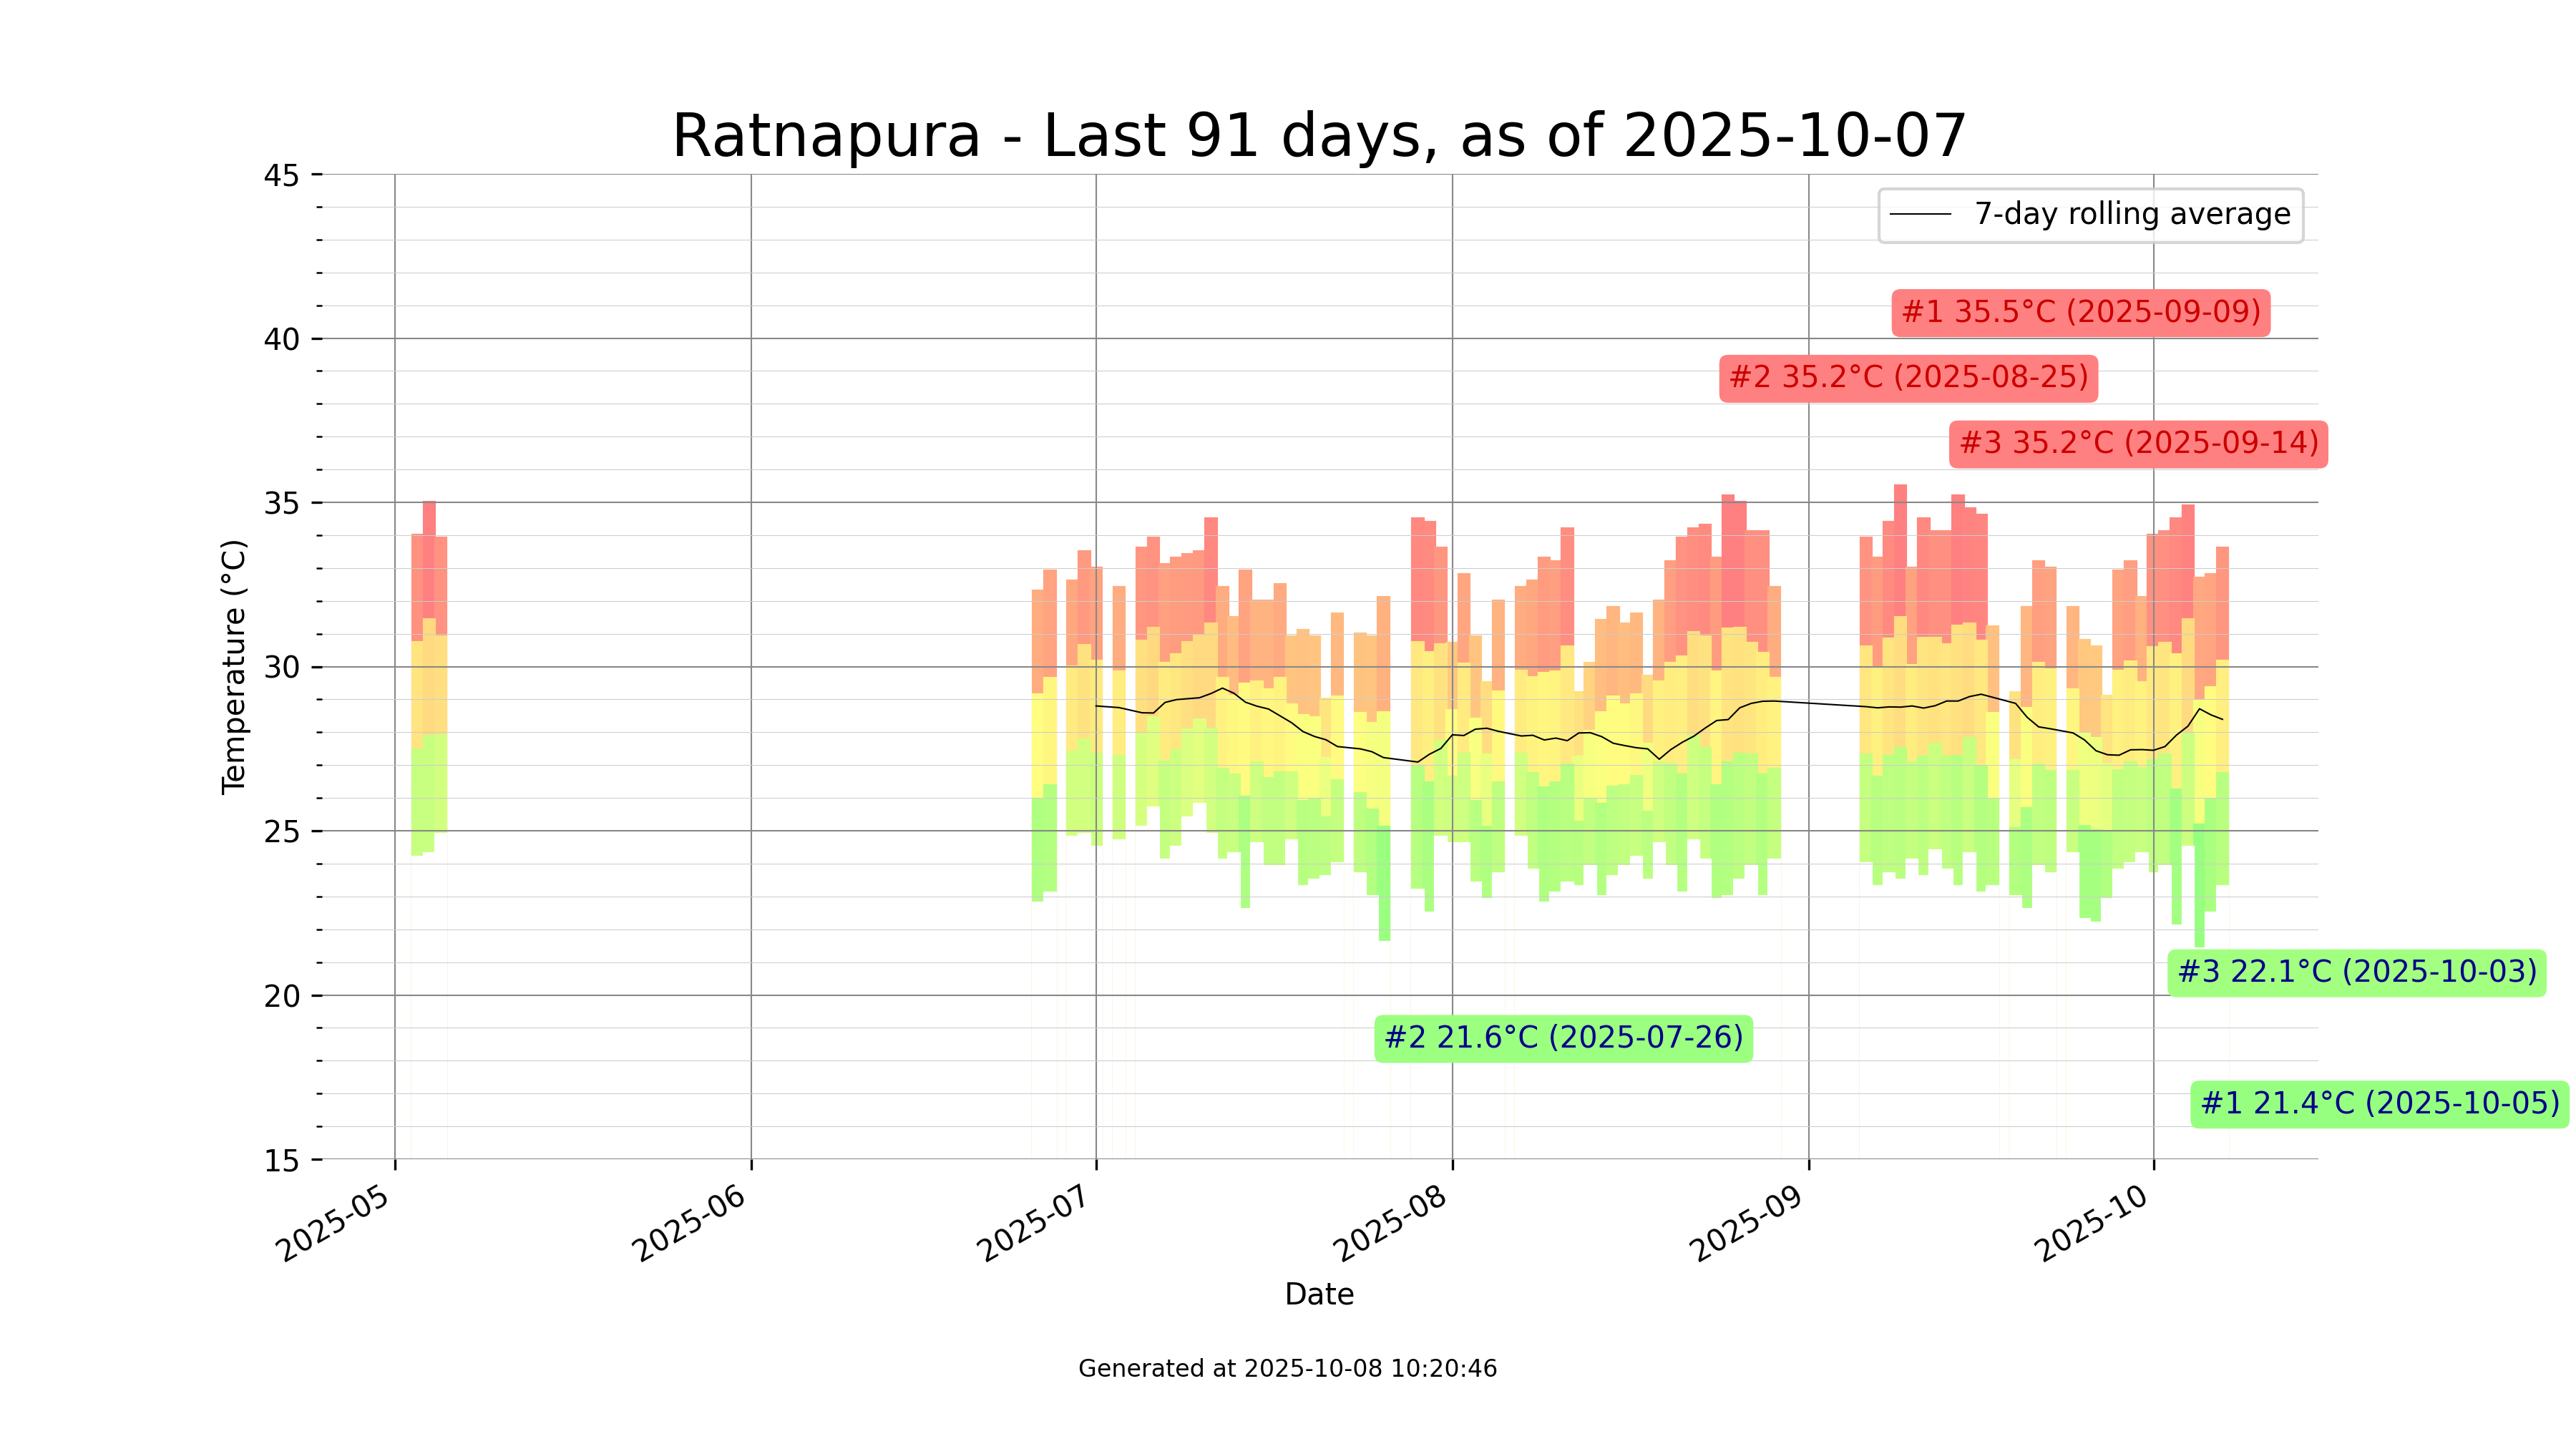 Ratnapura - Last 91 days, as of 2025-10-07
45
40
35
30
25
20
15
Temperature (°C)
7-day rolling average
#1 35.5°C (2025-09-09)
#2 35.2°C (2025-08-25)
#3 35.2°C (2025-09-14)
#3 22.1°C (2025-10-03)
#2 21.6°C (2025-07-26)
#1 21.4°C (2025-10-05)
2025-05
2025-06
2025-07
2025-08
2025-09
2025-10
Date
Generated at 2025-10-08 10:20:46